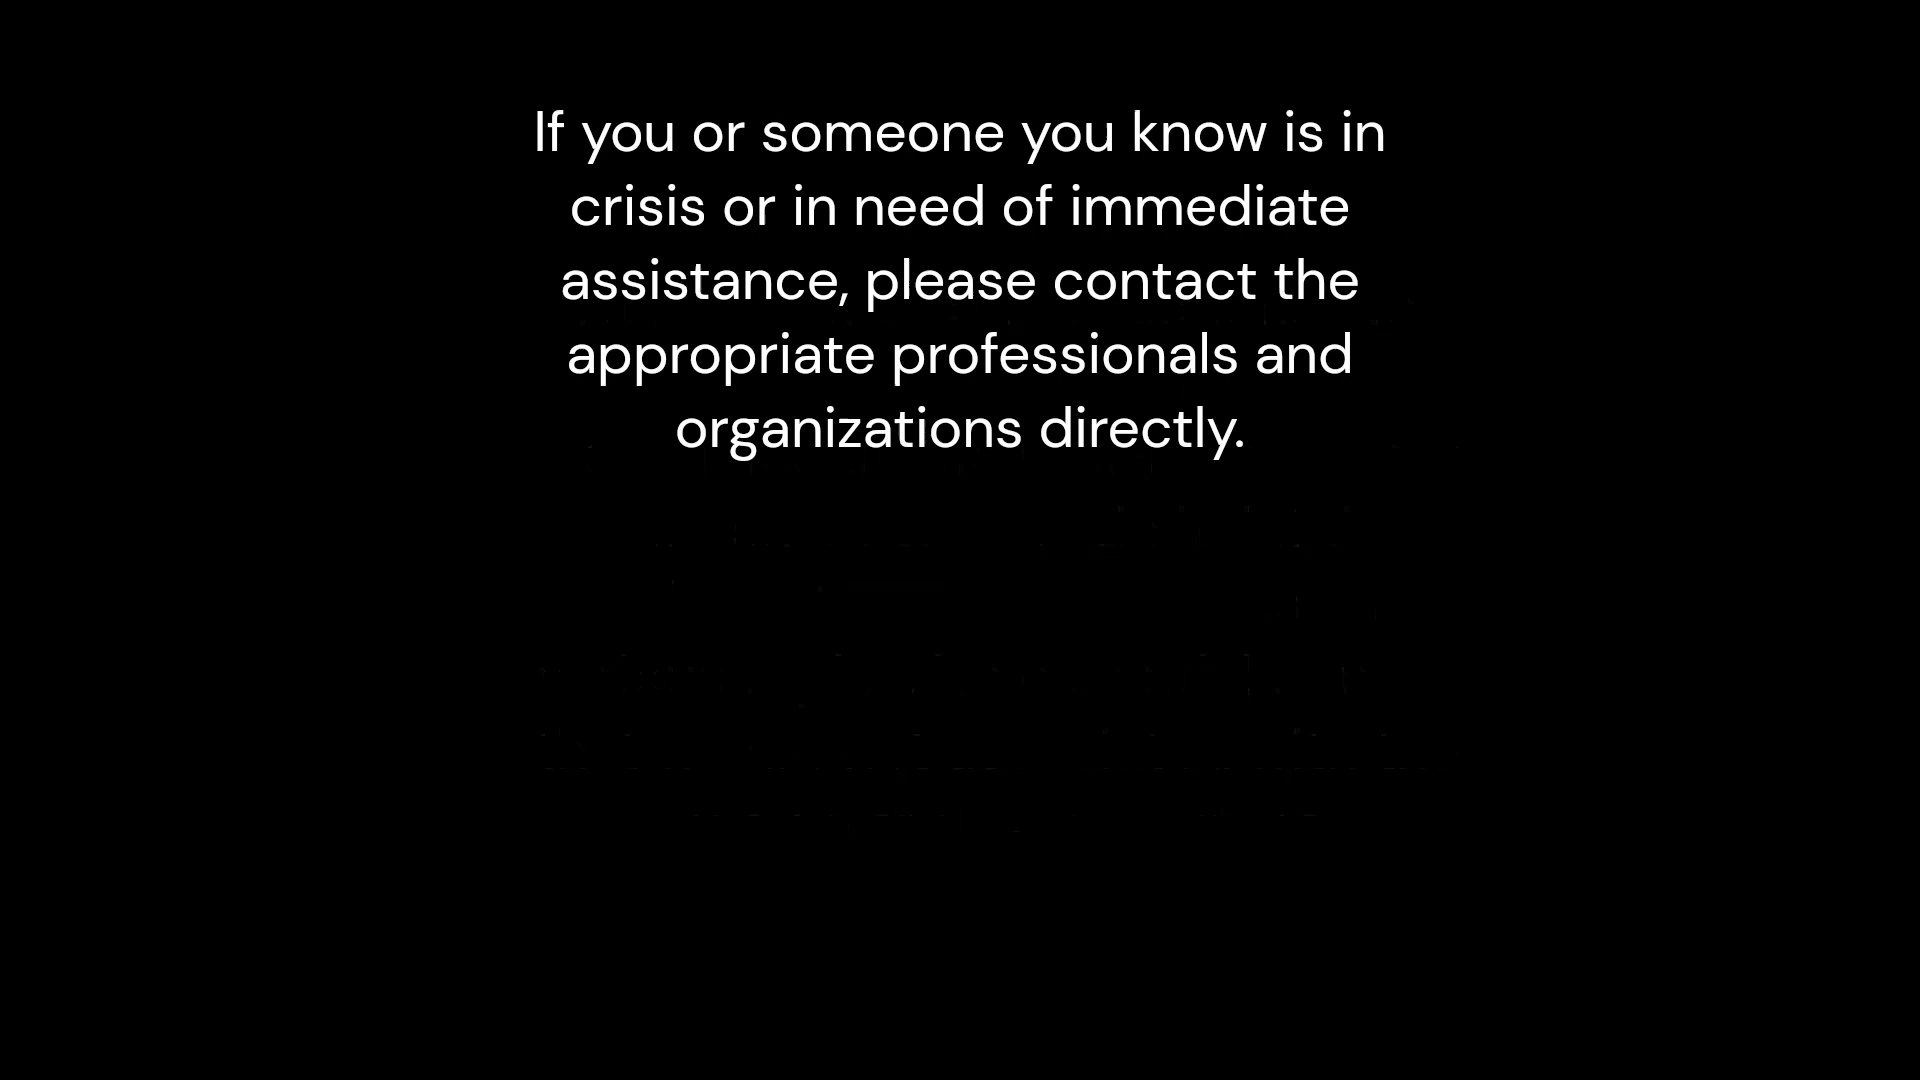 If you or someone you know is in
crisis or in need of immediate
assistance, please contact the
appropriate professionals and
organizations directly.